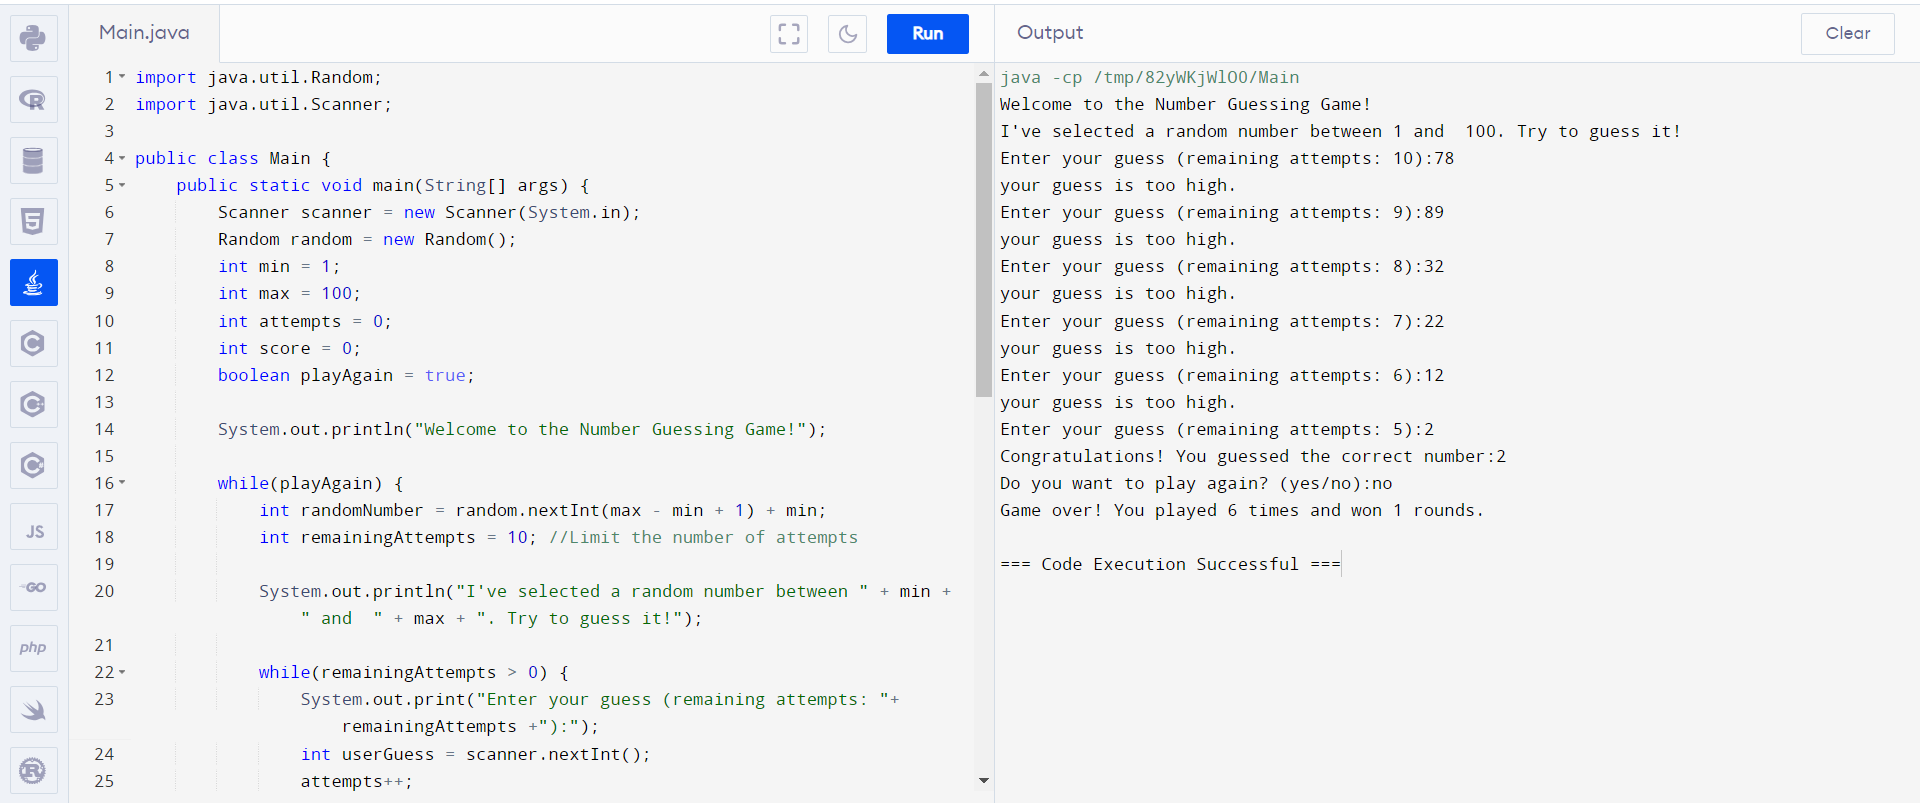 Main.java
Run
Output
Clear
1 import java.util.Random;
2 import java.util.Scanner;
3
4 public class Main {
5 public static void main(String[] args) {
6 Scanner scanner = new Scanner(System.in);
7 Random random = new Random();
8 int min = 1;
9 int max = 100;
10 int attempts = 0;
11 int score = 0;
12 boolean playAgain = true;
13
14 System.out.println("Welcome to the Number Guessing Game!");
15
16 while(playAgain) {
17 int randomNumber = random.nextInt(max - min + 1) + min;
18 int remainingAttempts = 10; //Limit the number of attempts
19
20 System.out.println("I've selected a random number between " + min +
" and  " + max + ". Try to guess it!");
21
22 while(remainingAttempts > 0) {
23 System.out.print("Enter your guess (remaining attempts: "+
remainingAttempts +"):");
24 int userGuess = scanner.nextInt();
25 attempts++;
java -cp /tmp/82yWKjWlOO/Main
Welcome to the Number Guessing Game!
I've selected a random number between 1 and  100. Try to guess it!
Enter your guess (remaining attempts: 10):78
your guess is too high.
Enter your guess (remaining attempts: 9):89
your guess is too high.
Enter your guess (remaining attempts: 8):32
your guess is too high.
Enter your guess (remaining attempts: 7):22
your guess is too high.
Enter your guess (remaining attempts: 6):12
your guess is too high.
Enter your guess (remaining attempts: 5):2
Congratulations! You guessed the correct number:2
Do you want to play again? (yes/no):no
Game over! You played 6 times and won 1 rounds.
=== Code Execution Successful ===
R
5
C
C
C
JS
GO
php
R